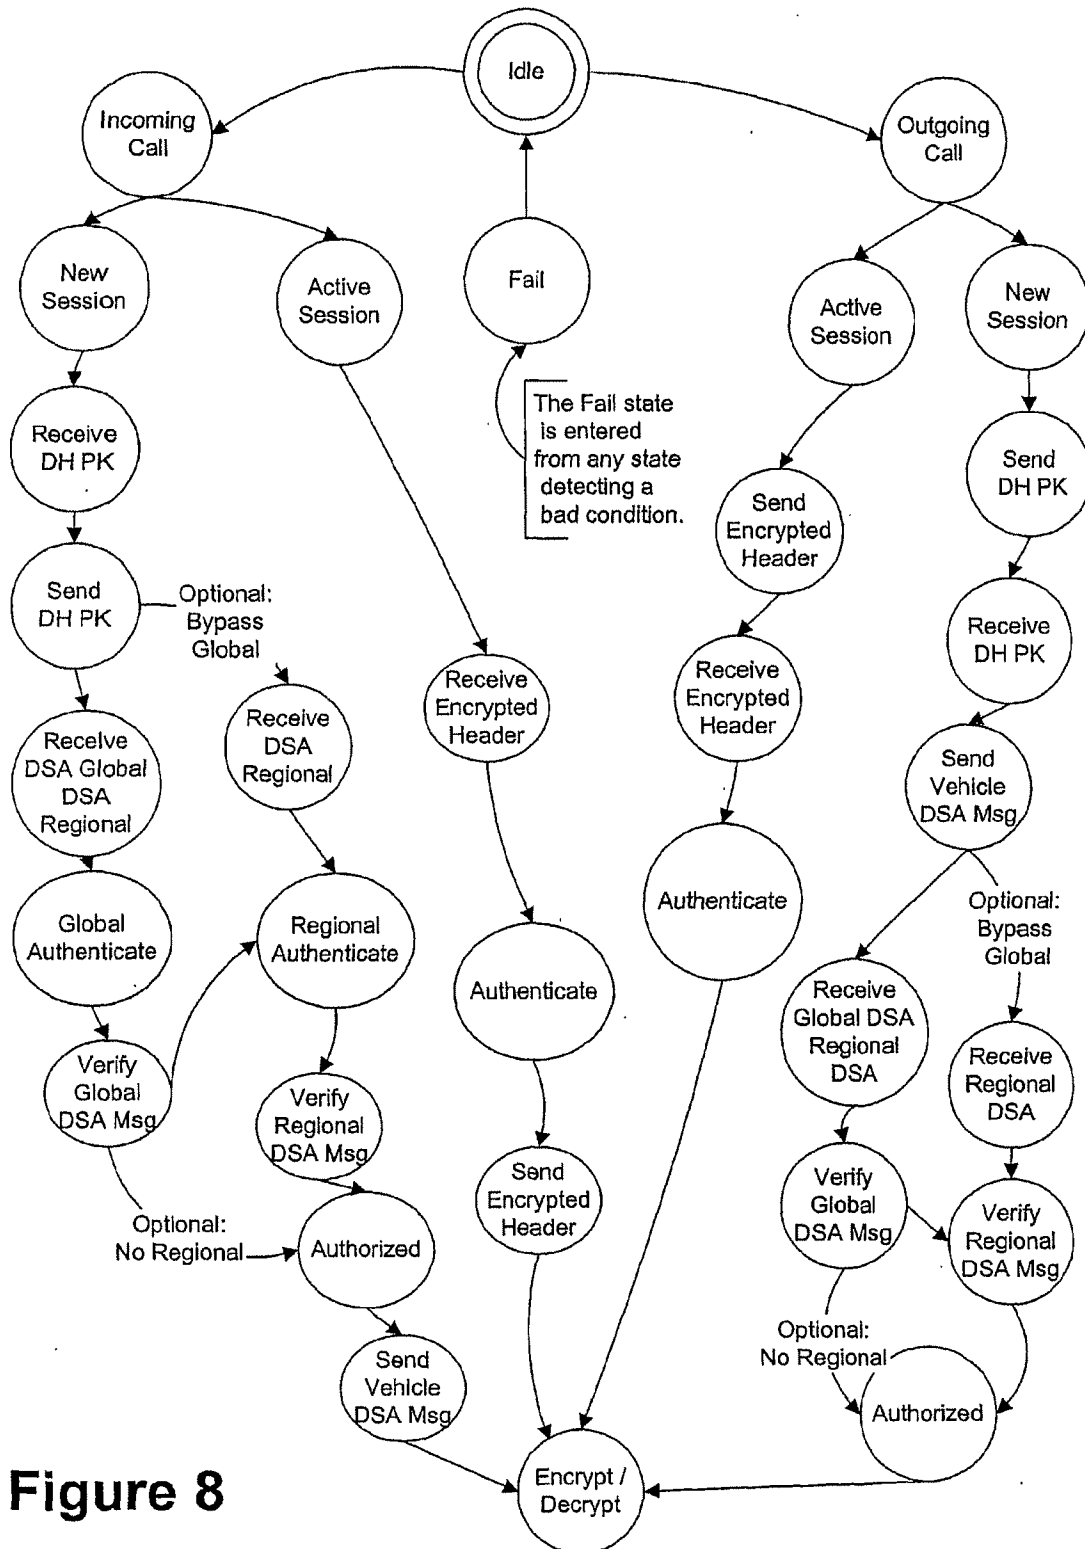 Idle
Incoming
Call
Outgoing
Call
New
Session
Active
Session
Fail
Active
Session
New
Session
The Fail state
is entered
from any state
detecting a
bad condition.
Receive
DH PK
Send
DH PK
Send
Encrypted
Header
Send
DH PK
Optional:
Bypass
Global
Receive
DH PK
Receive
Encrypted
Header
Receive
Encrypted
Header
Receive
DSA Global
DSA
Regional
Receive
DSA
Regional
Send
Vehicle
DSA Msg
Global
Authenticate
Regional
Authenticate
Authenticate
Authenticate
Optional:
Bypass
Global
Receive
Global DSA
Regional
DSA
Receive
Regional
DSA
Verify
Global
DSA Msg
Verify
Regional
DSA Msg
Send
Encrypted
Header
Verify
Global
DSA Msg
Verify
Regional
DSA Msg
Optional:
No Regional
Authorized
Optional:
No Regional
Send
Vehicle
DSA Msg
Authorized
Encrypt /
Decrypt
Figure 8